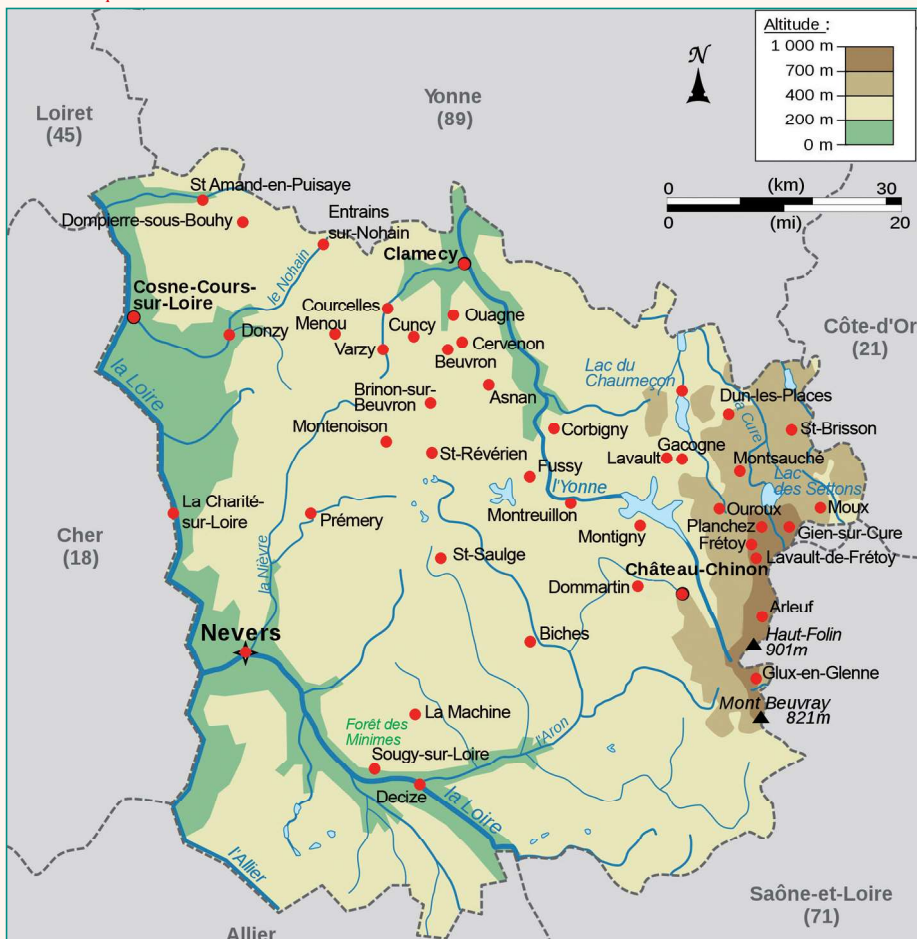 Altitude :
1 000 m
700 m
400 m
200 m
0 m
N
Yonne
(89)
Loiret
(45)
0 (km) 30
0 (mi) 20
St Amand-en-Puisaye
Dompierre-sous-Bouhy
Entrains
sur-Nohain
Clamecy
le Nohain
Cosne-Cours-
sur-Loire
Courcelles
Ouagne
Menou
Cuncy
Donzy
Varzy
Cervenon
Beuvron
Côte-d'Or
(21)
la Loire
Lac du
Chaumeçon
Brinon-sur-
Beuvron
Asnan
Dun-les-Places
la Cure
Montenoison
Corbigny
St-Brisson
St-Révérien
Gacogne
Lavault
Montsauche
Fussy
Lac
des Settons
l'Yonne
La Charité-
sur-Loire
Prémery
Montreuillon
Ouroux
Moux
Cher
(18)
Montigny
Planchez
Gien-sur-Cure
Frétoy
St-Saulge
Lavault-de-Frétoy
la Nièvre
Château-Chinon
Dommartin
Arleuf
Nevers
Biches
Haut-Folin
901m
Glux-en-Glenne
Mont Beuvray
821m
La Machine
Forêt des
Minimes
l'Aron
Sougy-sur-Loire
Decize
la Loire
l'Allier
Saône-et-Loire
(71)
Allier